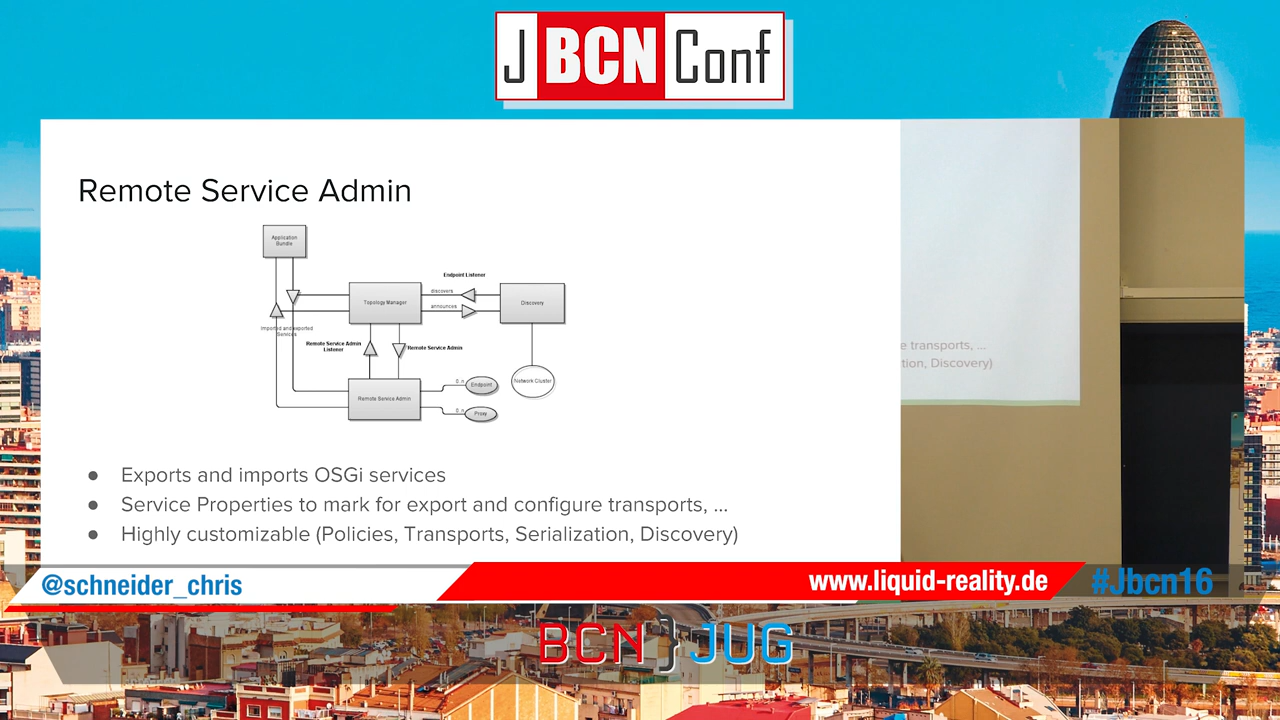 J BCN Conf
Remote Service Admin
Application
Bundle
Endpoint Listener
Topology Manager
discovers
announces
Discovery
Imported and exported
Services
Remote Service Admin
Listener
Remote Service Admin
Remote Service Admin
0..n
Endpoint
0..n
Proxy
Network Cluster
e transports, ...
tion, Discovery)
● Exports and imports OSGi services
● Service Properties to mark for export and configure transports, ...
● Highly customizable (Policies, Transports, Serialization, Discovery)
@schneider_chris
www.liquid-reality.de
#Jbcn16
BCN } JUG